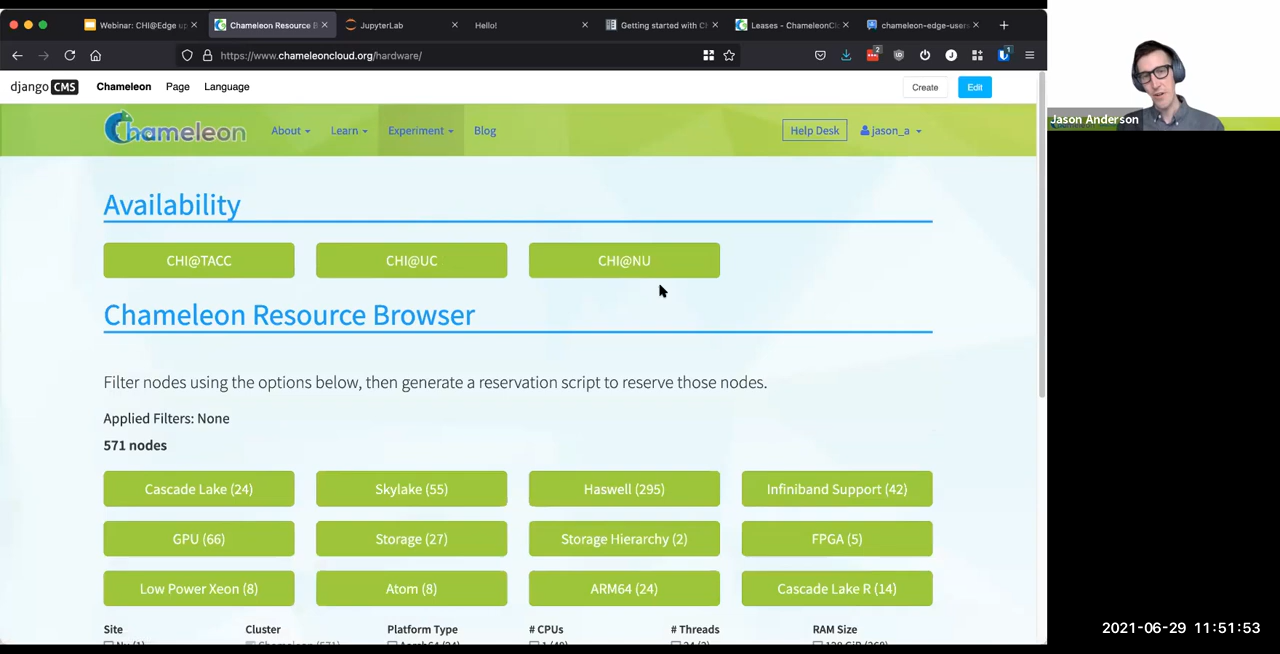 Webinar: CHI@Edge up
Chameleon Resource B
JupyterLab
Hello!
Getting started with C
Leases - ChameleonCl
chameleon-edge-users
https://www.chameleoncloud.org/hardware/
2
J
1
django CMS
Chameleon
Page
Language
Create
Edit
Chameleon
About
Learn
Experiment
Blog
Help Desk
jason_a
Jason Anderson
Availability
CHI@TACC
CHI@UC
CHI@NU
Chameleon Resource Browser
Filter nodes using the options below, then generate a reservation script to reserve those nodes.
Applied Filters: None
571 nodes
Cascade Lake (24)
Skylake (55)
Haswell (295)
Infiniband Support (42)
GPU (66)
Storage (27)
Storage Hierarchy (2)
FPGA (5)
Low Power Xeon (8)
Atom (8)
ARM64 (24)
Cascade Lake R (14)
Site
Cluster
Platform Type
# CPUs
# Threads
RAM Size
2021-06-29 11:51:53